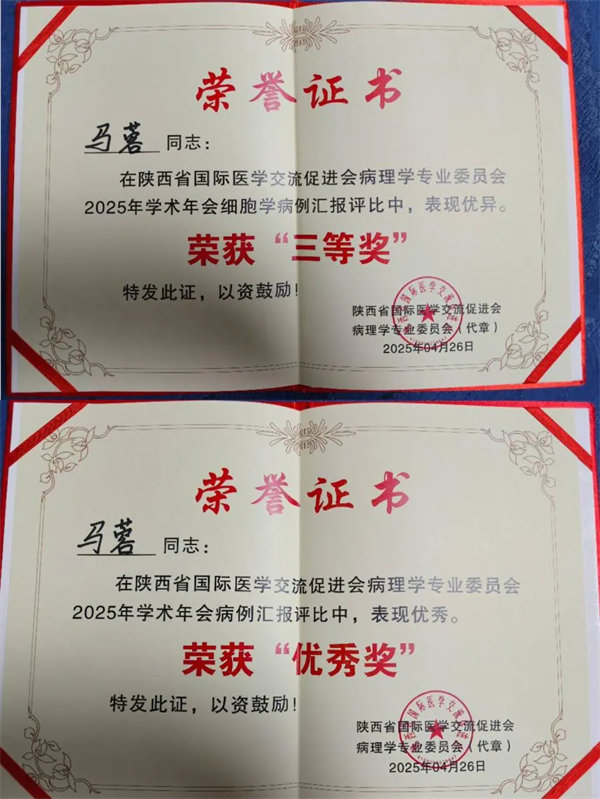 荣誉证书
马茗 同志：
在陕西省国际医学交流促进会病理学专业委员会
2025年学术年会细胞学病例汇报评比中，表现优异。
荣获“三等奖”
特发此证，以资鼓励！
陕西省国际医学交流促进会
病理学专业委员会（代章）
2025年04月26日
荣誉证书
马茗 同志：
在陕西省国际医学交流促进会病理学专业委员会
2025年学术年会病例汇报评比中，表现优秀。
荣获“优秀奖”
特发此证，以资鼓励！
陕西省国际医学交流促进会
病理学专业委员会（代章）
2025年04月26日